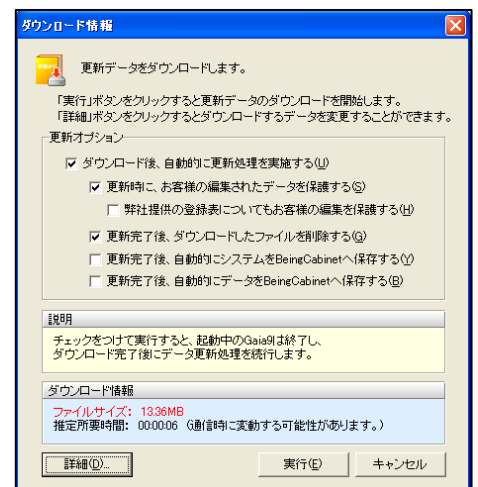 ダウンロード情報
更新データをダウンロードします。
「実行」ボタンをクリックすると更新データのダウンロードを開始します。
「詳細」ボタンをクリックするとダウンロードするデータを変更することができます。
更新オプション
ダウンロード後、自動的に更新処理を実施する(U)
更新時に、お客様の編集されたデータを保護する(S)
弊社提供の登録表についてもお客様の編集を保護する(H)
更新完了後、ダウンロードしたファイルを削除する(G)
更新完了後、自動的にシステムをBeingCabinetへ保存する(Y)
更新完了後、自動的にデータをBeingCabinetへ保存する(B)
説明
チェックをつけて実行すると、起動中のGaia9は終了し、
ダウンロード完了後にデータ更新処理を続行します。
ダウンロード情報
ファイルサイズ: 13.36MB
推定所要時間: 00:00:06 (通信時に変動する可能性があります。)
詳細(D)... 実行(E) キャンセル